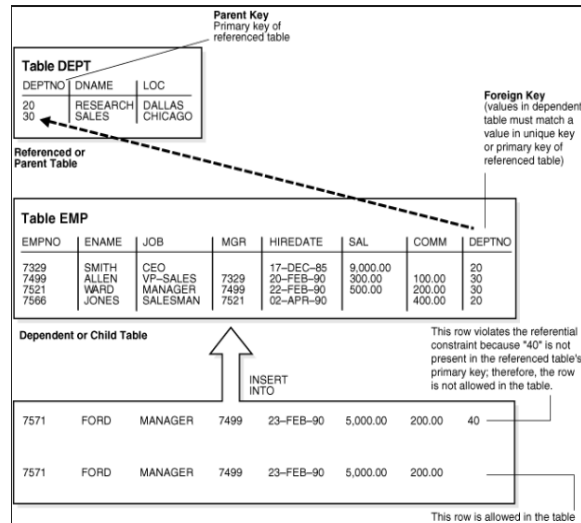 Parent Key
Primary key of
referenced table
Table DEPT
DEPTNO DNAME LOC
20 RESEARCH DALLAS
30 SALES CHICAGO
Referenced or
Parent Table
Foreign Key
(values in dependent
table must match a
value in unique key
or primary key of
referenced table)
Table EMP
EMPNO ENAME JOB MGR HIREDATE SAL COMM DEPTNO
7329 SMITH CEO 17–DEC–85 9,000.00 20
7499 ALLEN VP–SALES 7329 20–FEB–90 300.00 100.00 30
7521 WARD MANAGER 7499 22–FEB–90 500.00 200.00 30
7566 JONES SALESMAN 7521 02–APR–90 400.00 20
Dependent or Child Table
This row violates the referential
constraint because "40" is not
present in the referenced table's
primary key; therefore, the row
is not allowed in the table.
INSERT
INTO
7571 FORD MANAGER 7499 23–FEB–90 5,000.00 200.00 40
7571 FORD MANAGER 7499 23–FEB–90 5,000.00 200.00
This row is allowed in the table